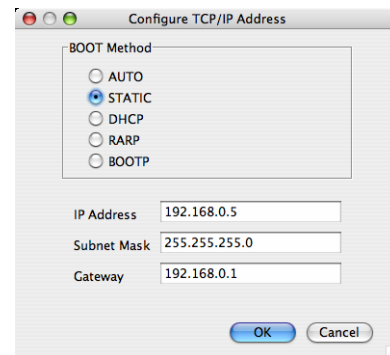 Configure TCP/IP Address
BOOT Method
AUTO
STATIC
DHCP
RARP
BOOTP
IP Address 192.168.0.5
Subnet Mask 255.255.255.0
Gateway 192.168.0.1
OK Cancel